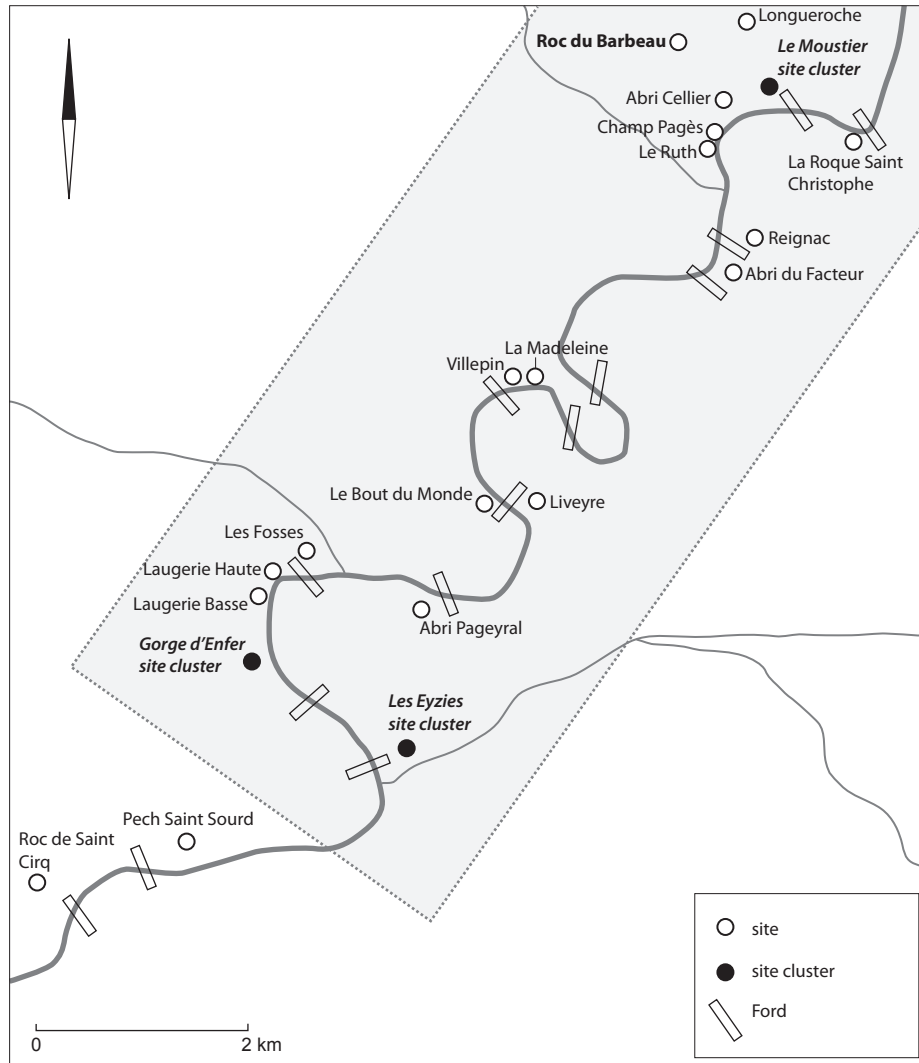 Longueroche
Roc du Barbeau
Le Moustier
site cluster
Abri Cellier
Champ Pagès
Le Ruth
La Roque Saint
Christophe
Reignac
Abri du Facteur
La Madeleine
Villepin
Le Bout du Monde
Liveyre
Les Fosses
Laugerie Haute
Laugerie Basse
Abri Pageyral
Gorge d'Enfer
site cluster
Les Eyzies
site cluster
Pech Saint Sourd
Roc de Saint
Cirq
site
site cluster
Ford
0 2 km